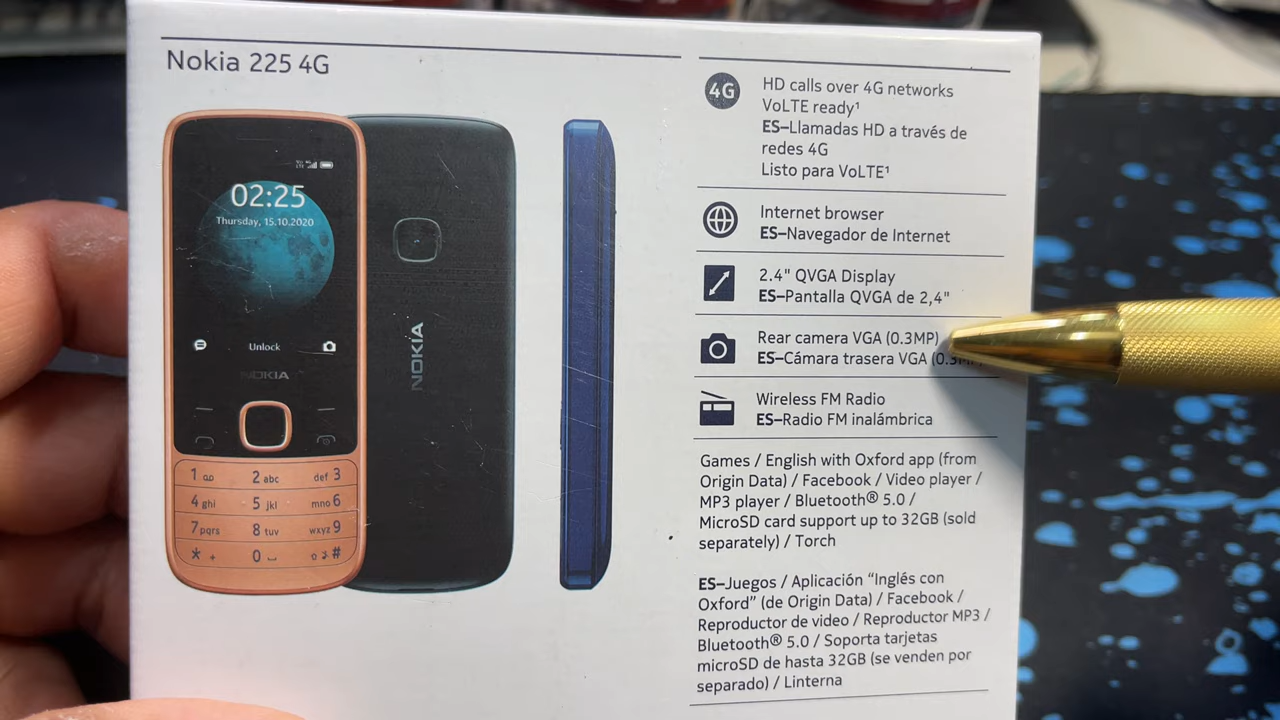 Nokia 225 4G
02:25
Thursday, 15.10.2020
Unlock
NOKIA
1
2 abc
def 3
4 ghi
5 jkl
mno 6
7 pqrs
8 tuv
wxyz 9
* +
0
#
NOKIA
4G
HD calls over 4G networks
VoLTE ready¹
ES–Llamadas HD a través de
redes 4G
Listo para VoLTE¹
Internet browser
ES–Navegador de Internet
2.4" QVGA Display
ES–Pantalla QVGA de 2,4"
Rear camera VGA (0.3MP)
ES–Cámara trasera VGA
Wireless FM Radio
ES–Radio FM inalámbrica
Games / English with Oxford app (from
Origin Data) / Facebook / Video player /
MP3 player / Bluetooth® 5.0 /
MicroSD card support up to 32GB (sold
separately) / Torch
ES–Juegos / Aplicación “Inglés con
Oxford” (de Origin Data) / Facebook /
Reproductor de video / Reproductor MP3 /
Bluetooth® 5.0 / Soporta tarjetas
microSD de hasta 32GB (se venden por
separado) / Linterna